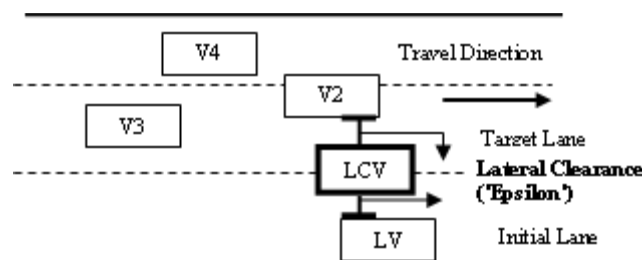 V4
Travel Direction
V2
V3
Target Lane
LCV
Lateral Clearance
('Epsilon')
LV
Initial Lane